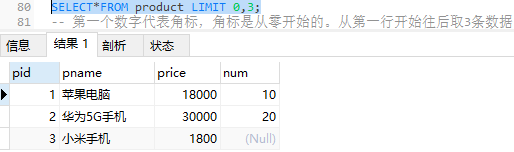 80 SELECT*FROM product LIMIT 0,3;
81 -- 第一个数字代表角标，角标是从零开始的。从第一行开始往后取3条数据
信息 结果 1 剖析 状态
pid pname price num
1 苹果电脑 18000 10
2 华为5G手机 30000 20
3 小米手机 1800 (Null)